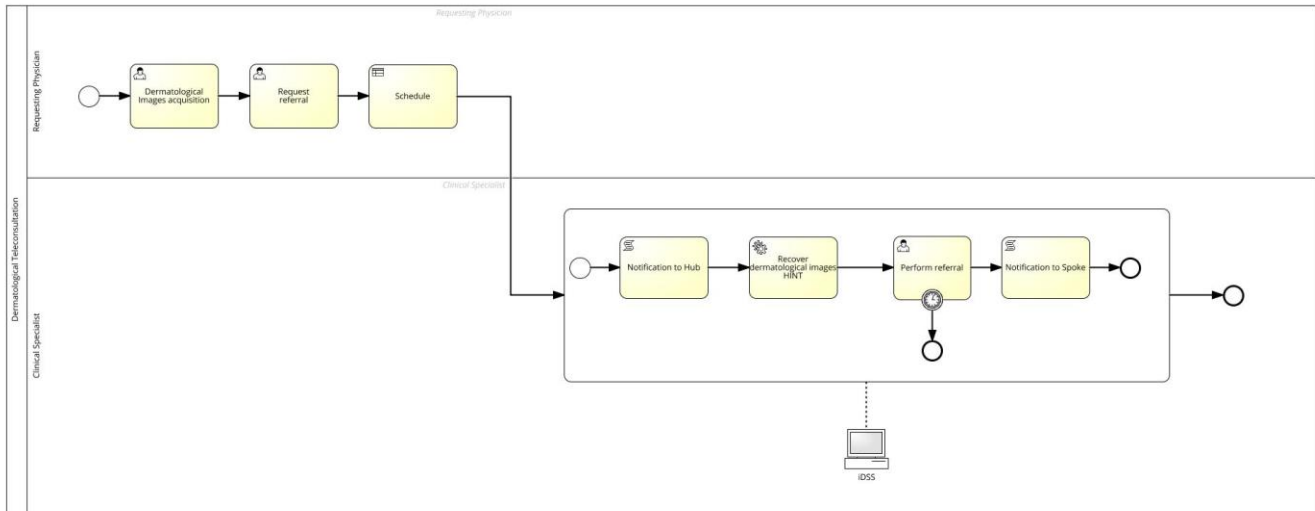 Dermatological Teleconsultation
Requesting Physician
Requesting Physician
Dermatological
Images acquisition
Request
referral
Schedule
Clinical Specialist
Clinical Specialist
Notification to Hub
Recover
dermatological images
HINT
Perform referral
Notification to Spoke
iDSS